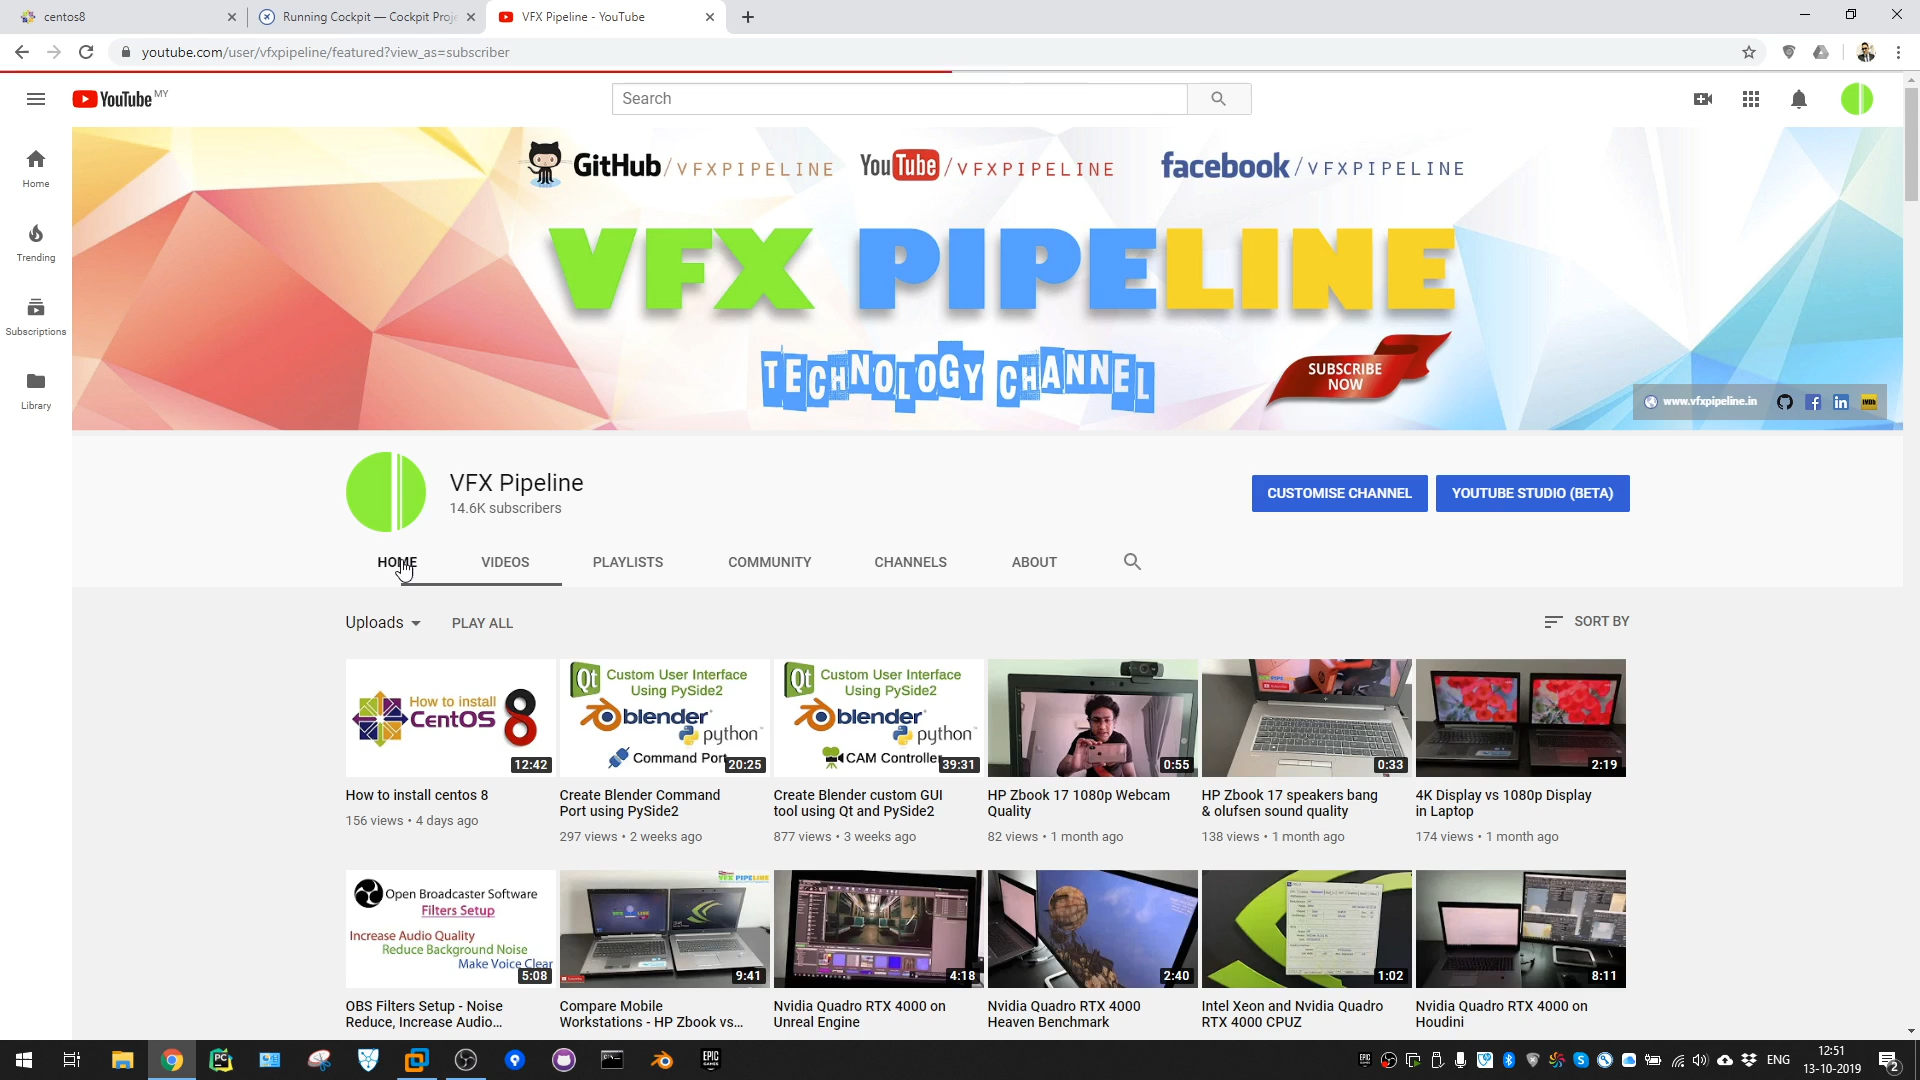 centos8
Running Cockpit — Cockpit Proje
VFX Pipeline - YouTube
youtube.com/user/vfxpipeline/featured?view_as=subscriber
YouTube MY
Search
GitHub/VFXPIPELINE
YouTube/VFXPIPELINE
facebook/VFXPIPELINE
Home
VFX PIPELINE
Trending
Subscriptions
TECHNOLOGY CHANNEL
SUBSCRIBE
NOW
Library
www.vfxpipeline.in
VFX Pipeline
14.6K subscribers
CUSTOMISE CHANNEL
YOUTUBE STUDIO (BETA)
HOME
VIDEOS
PLAYLISTS
COMMUNITY
CHANNELS
ABOUT
Uploads
PLAY ALL
SORT BY
How to install
CentOS 8
12:42
How to install centos 8
156 views • 4 days ago
Qt Custom User Interface
Using PySide2
blender
python
Command Port
20:25
Create Blender Command
Port using PySide2
297 views • 2 weeks ago
Qt Custom User Interface
Using PySide2
blender
python
CAM Controller
39:31
Create Blender custom GUI
tool using Qt and PySide2
877 views • 3 weeks ago
0:55
HP Zbook 17 1080p Webcam
Quality
82 views • 1 month ago
0:33
HP Zbook 17 speakers bang
& olufsen sound quality
138 views • 1 month ago
2:19
4K Display vs 1080p Display
in Laptop
174 views • 1 month ago
Open Broadcaster Software
Filters Setup
Increase Audio Quality
Reduce Background Noise
Make Voice Clear
5:08
OBS Filters Setup - Noise
Reduce, Increase Audio...
VFX PIPELINE
9:41
Compare Mobile
Workstations - HP Zbook vs...
4:18
Nvidia Quadro RTX 4000 on
Unreal Engine
2:40
Nvidia Quadro RTX 4000
Heaven Benchmark
1:02
Intel Xeon and Nvidia Quadro
RTX 4000 CPUZ
8:11
Nvidia Quadro RTX 4000 on
Houdini
PC
EPIC
GAMES
ENG
12:51
13-10-2019
2